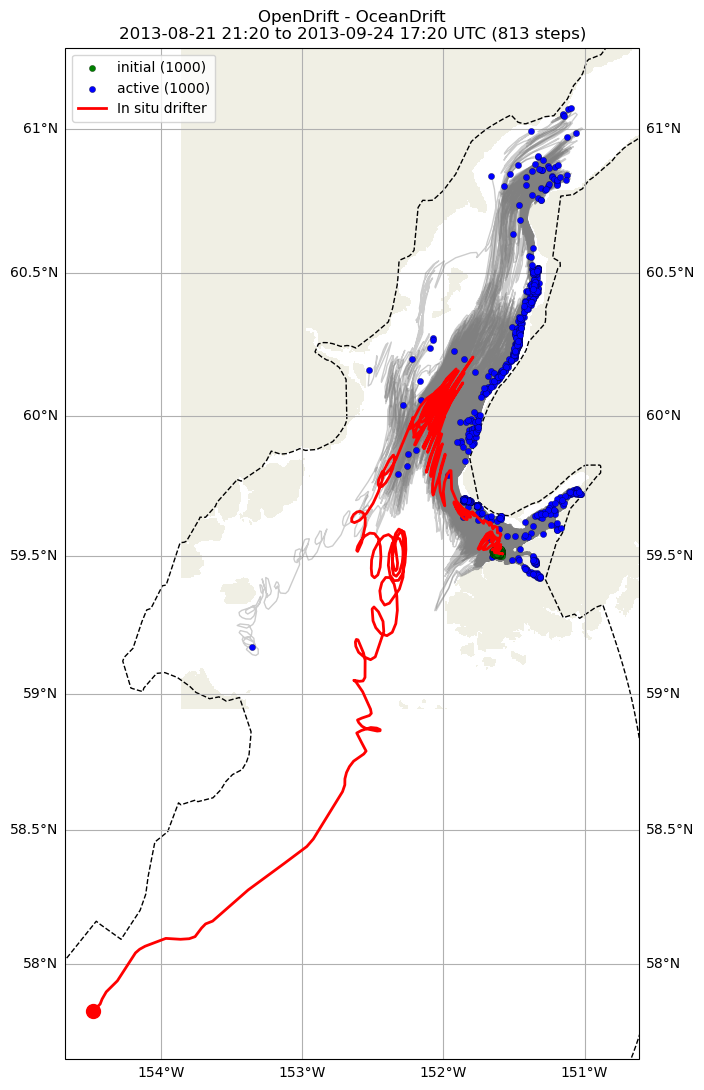 OpenDrift - OceanDrift
2013-08-21 21:20 to 2013-09-24 17:20 UTC (813 steps)
initial (1000)
active (1000)
In situ drifter
61°N 61°N
60.5°N 60.5°N
60°N 60°N
59.5°N 59.5°N
59°N 59°N
58.5°N 58.5°N
58°N 58°N
154°W 153°W 152°W 151°W